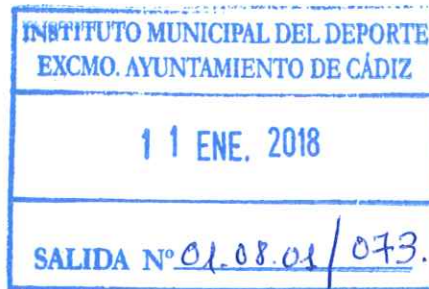 INSTITUTO MUNICIPAL DEL DEPORTE
EXCMO. AYUNTAMIENTO DE CÁDIZ
1 1 ENE. 2018
SALIDA Nº 01.08.01/073.